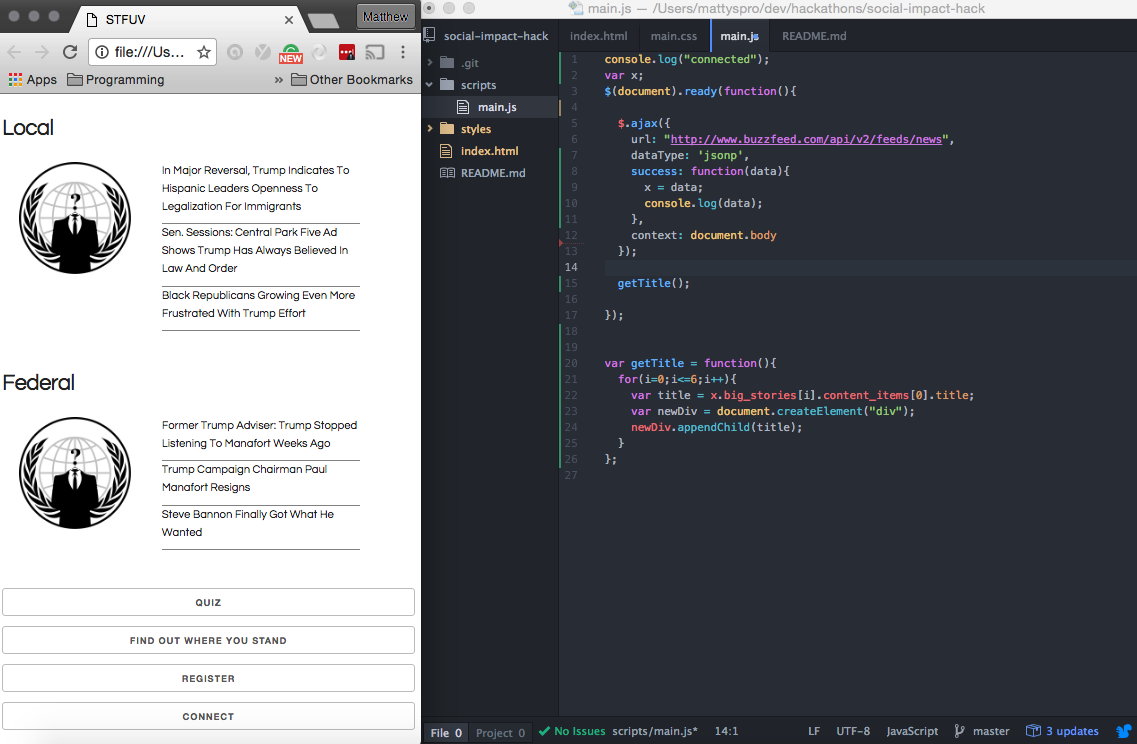 STFUV
Matthew
file:///Us...
NEW
Apps
Programming
»
Other Bookmarks
Local
In Major Reversal, Trump Indicates To
Hispanic Leaders Openness To
Legalization For Immigrants
Sen. Sessions: Central Park Five Ad
Shows Trump Has Always Believed In
Law And Order
Black Republicans Growing Even More
Frustrated With Trump Effort
Federal
Former Trump Adviser: Trump Stopped
Listening To Manafort Weeks Ago
Trump Campaign Chairman Paul
Manafort Resigns
Steve Bannon Finally Got What He
Wanted
QUIZ
FIND OUT WHERE YOU STAND
REGISTER
CONNECT
main.js — /Users/mattyspro/dev/hackathons/social-impact-hack
social-impact-hack
.git
scripts
main.js
styles
index.html
README.md
index.html
main.css
main.js
README.md
1 console.log("connected");
2 var x;
3 $(document).ready(function(){
4
5 $.ajax({
6 url: "http://www.buzzfeed.com/api/v2/feeds/news",
7 dataType: 'jsonp',
8 success: function(data){
9 x = data;
10 console.log(data);
11 },
12 context: document.body
13 });
14
15 getTitle();
16
17 });
18
19
20 var getTitle = function(){
21 for(i=0;i<=6;i++){
22 var title = x.big_stories[i].content_items[0].title;
23 var newDiv = document.createElement("div");
24 newDiv.appendChild(title);
25 }
26 };
27
File 0
Project 0
No Issues
scripts/main.js*
14:1
LF
UTF-8
JavaScript
master
3 updates